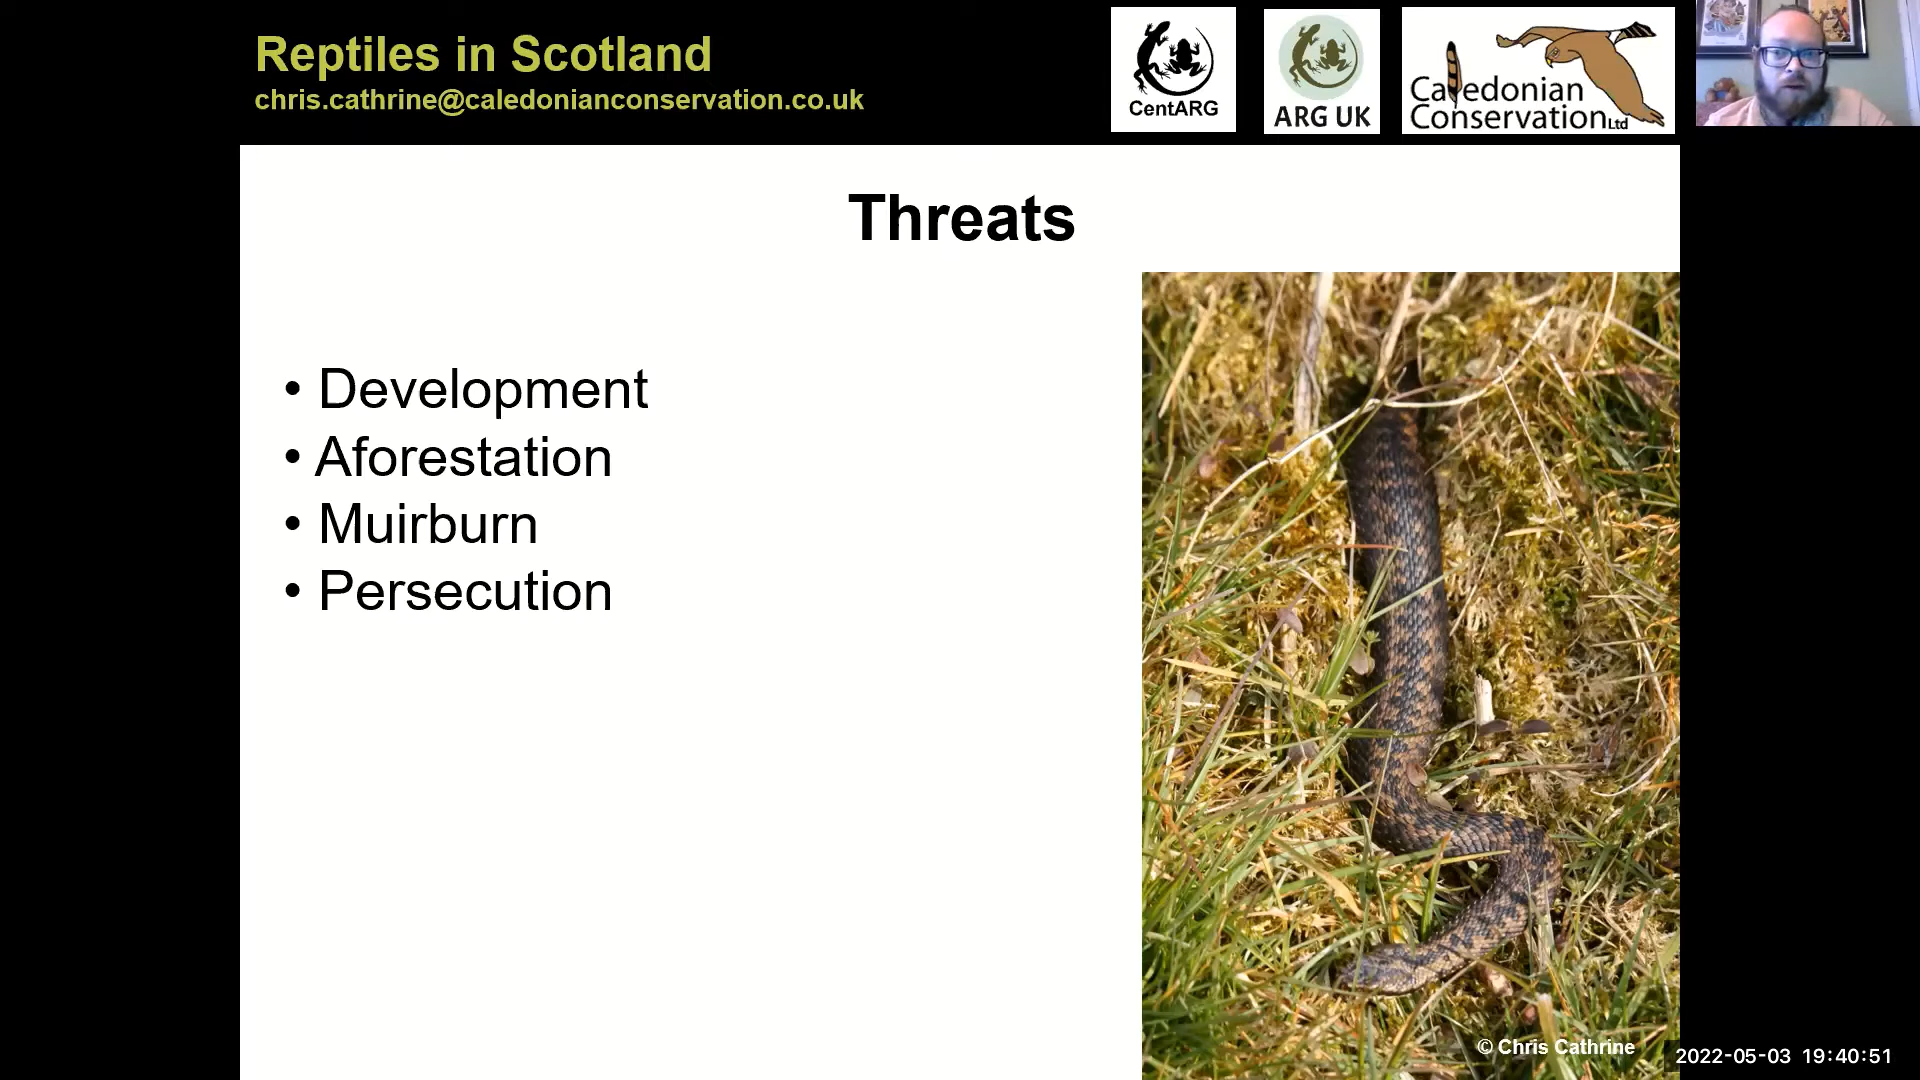 Reptiles in Scotland
chris.cathrine@caledonianconservation.co.uk
CentARG
ARG UK
Caledonian
Conservation Ltd
Threats
• Development
• Aforestation
• Muirburn
• Persecution
© Chris Cathrine
2022-05-03 19:40:51